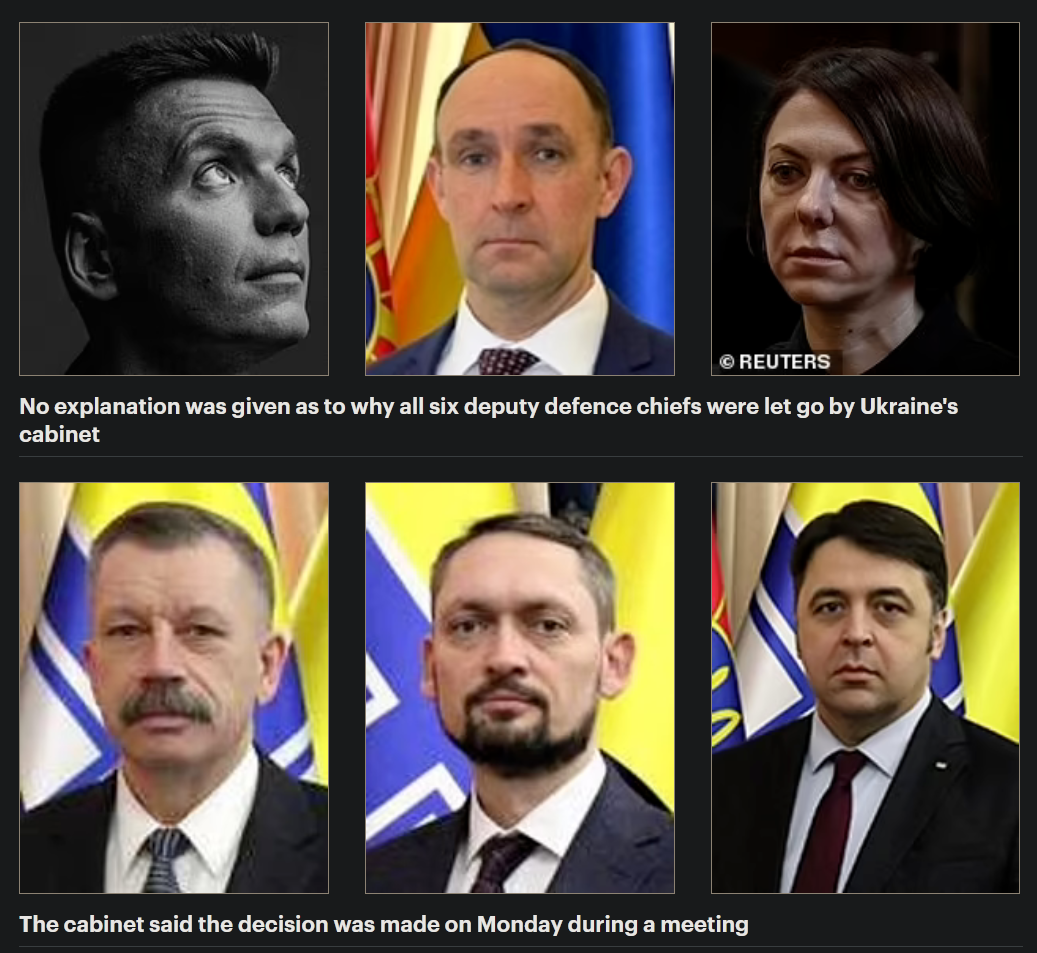 © REUTERS
No explanation was given as to why all six deputy defence chiefs were let go by Ukraine's
cabinet
The cabinet said the decision was made on Monday during a meeting